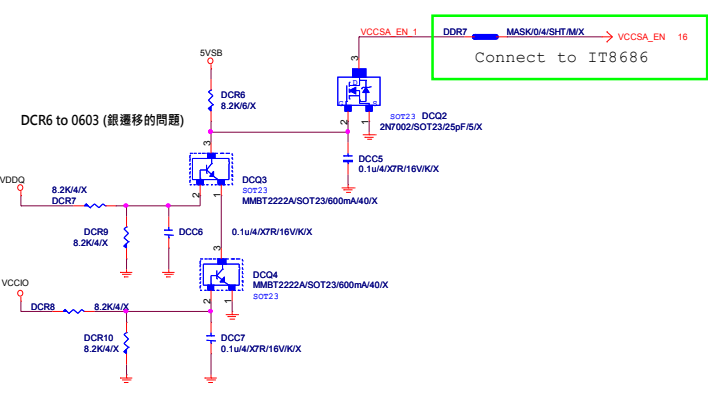 VCCSA_EN_1
DDR7
MASK/0/4/SHT/M/X
VCCSA_EN 16
Connect to IT8686
5VSB
3
DCR6
8.2K/6/X
D
G
S
SOT23 DCQ2
2N7002/SOT23/25pF/5/X
2
1
DCR6 to 0603 (銀遷移的問題)
3
DCC5
0.1u/4/X7R/16V/K/X
VDDQ
DCQ3
SOT23
MMBT2222A/SOT23/600mA/40/X
2
1
8.2K/4/X
DCR7
DCR9
8.2K/4/X
DCC6
0.1u/4/X7R/16V/K/X
3
VCCIO
DCQ4
MMBT2222A/SOT23/600mA/40/X
SOT23
2
1
DCR8
8.2K/4/X
DCR10
8.2K/4/X
DCC7
0.1u/4/X7R/16V/K/X